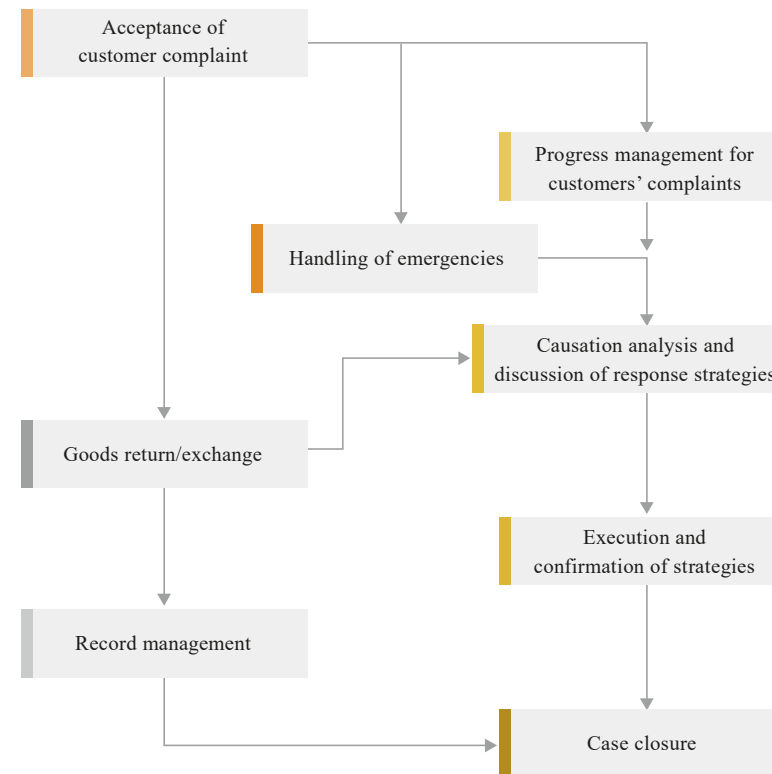 Acceptance of
customer complaint
Progress management for
customers’ complaints
Handling of emergencies
Causation analysis and
discussion of response strategies
Goods return/exchange
Execution and
confirmation of strategies
Record management
Case closure